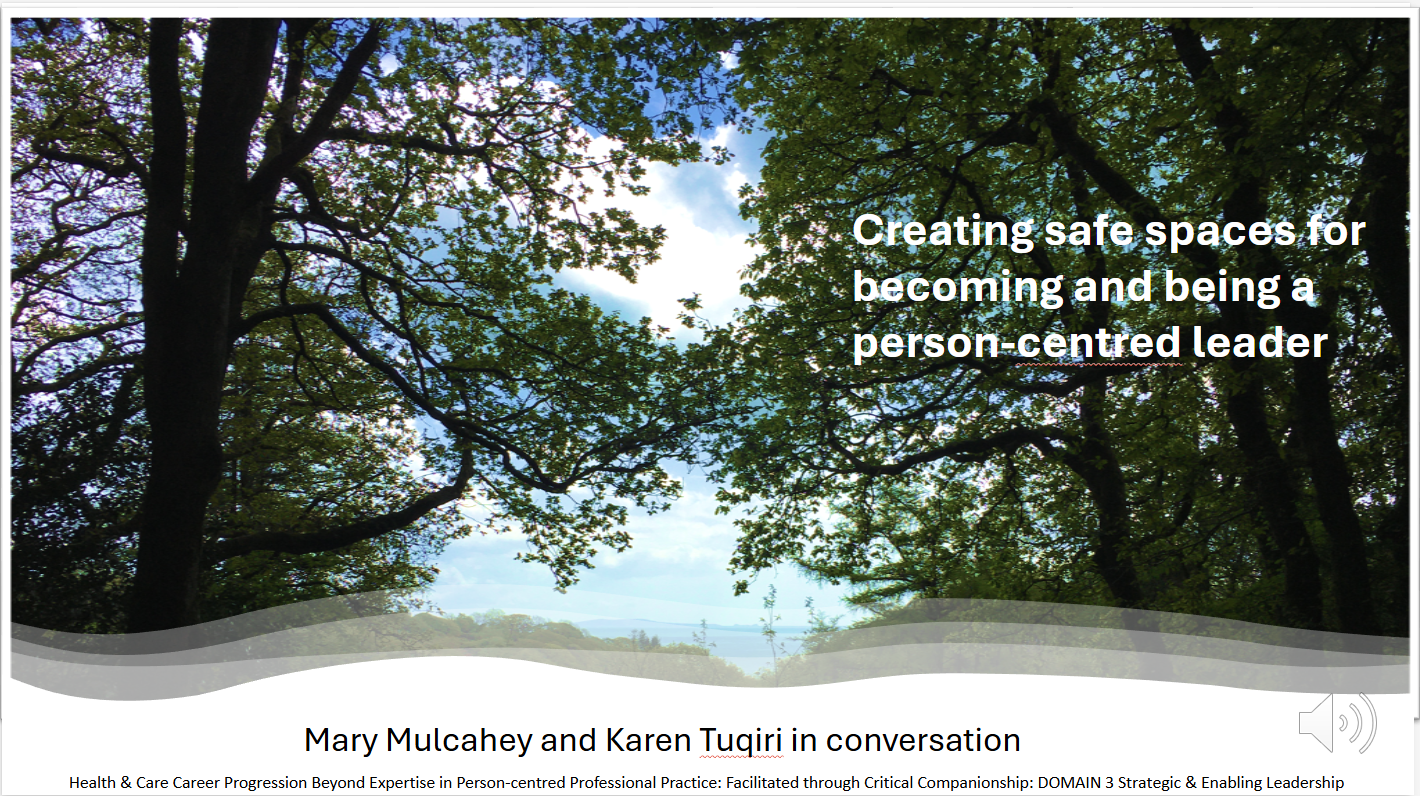 Creating safe spaces for
becoming and being a
person-centred leader
Mary Mulcahey and Karen Tuqiri in conversation
Health & Care Career Progression Beyond Expertise in Person-centred Professional Practice: Facilitated through Critical Companionship: DOMAIN 3 Strategic & Enabling Leadership